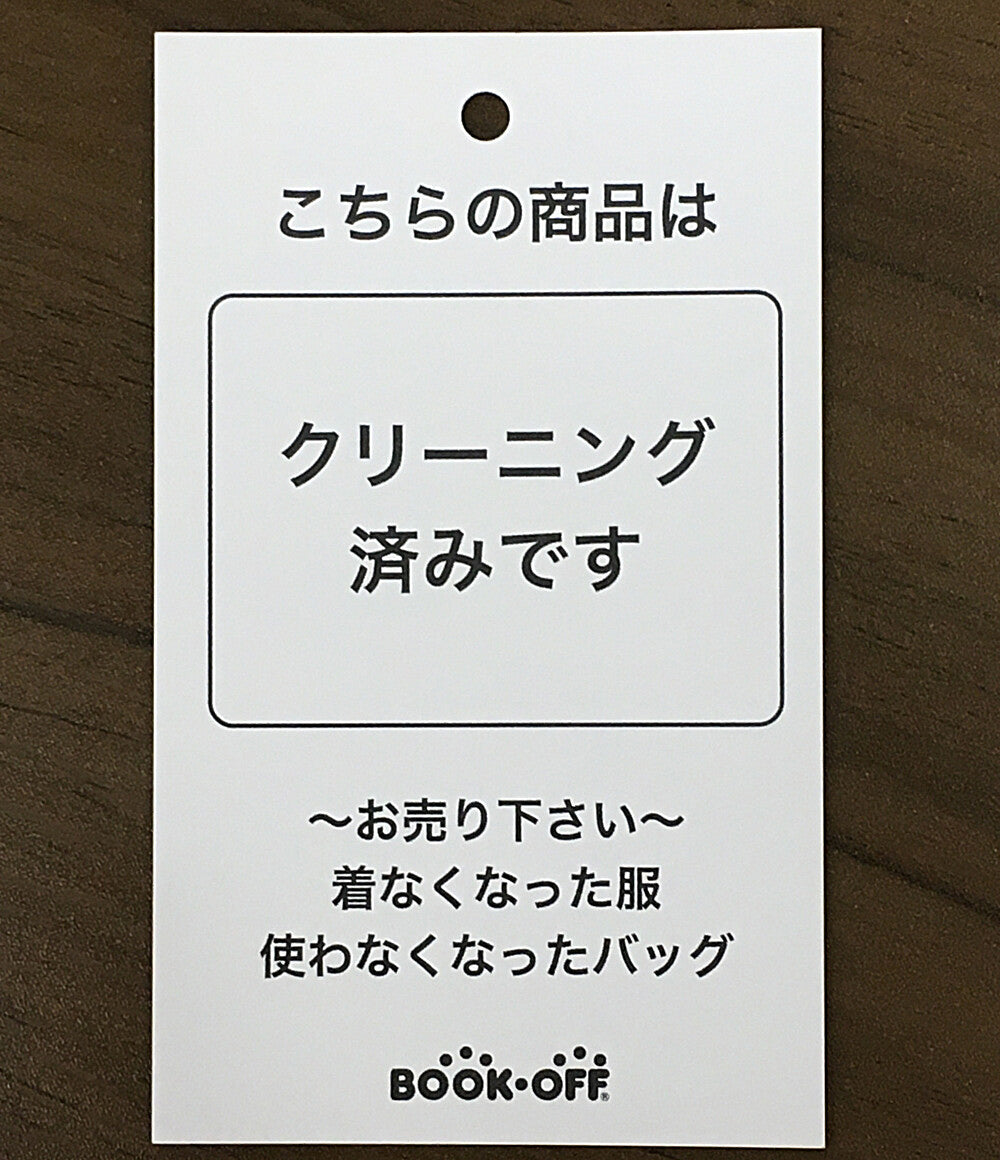 こちらの商品は
クリーニング
済みです
～お売り下さい～
着なくなった服
使わなくなったバッグ
BOOK・OFF®